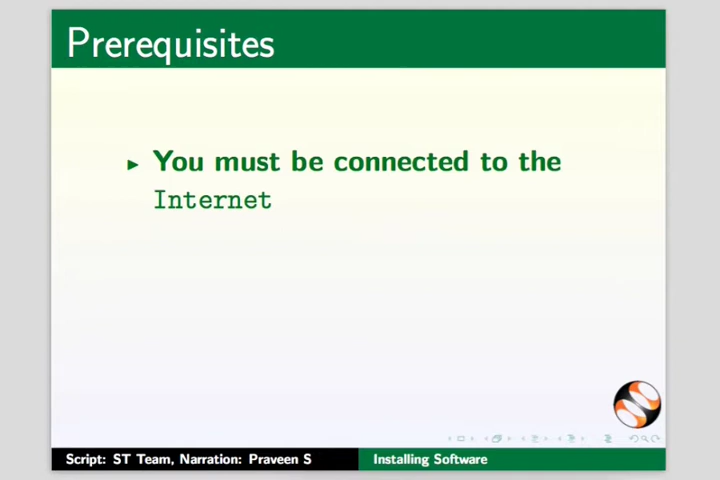 Prerequisites
You must be connected to the
Internet
Script: ST Team, Narration: Praveen S
Installing Software